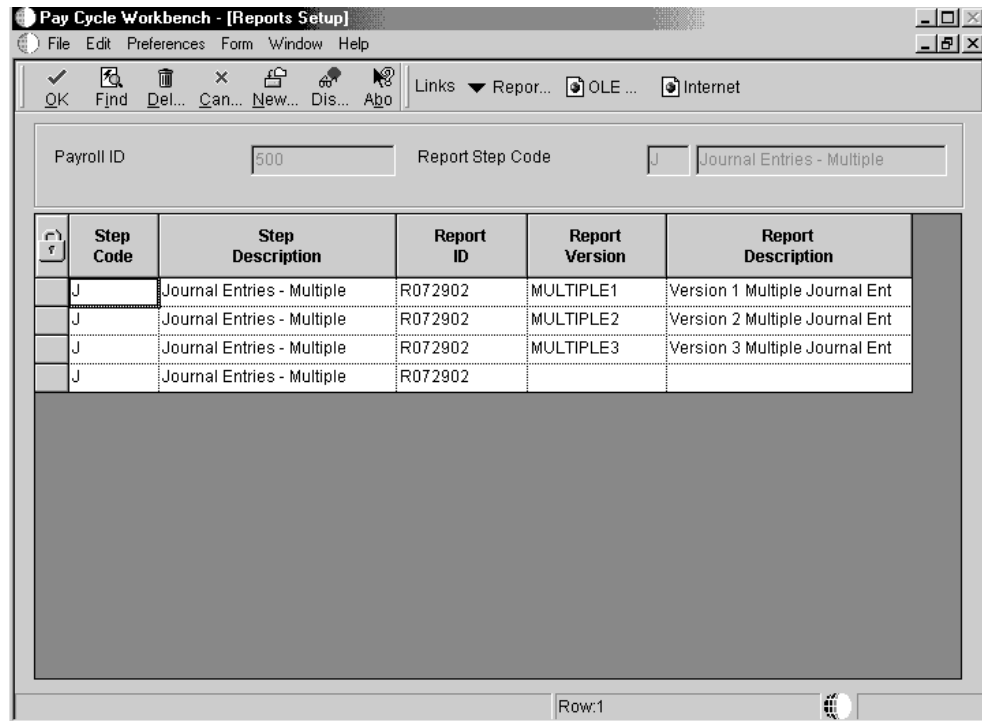 Pay Cycle Workbench - [Reports Setup]
File Edit Preferences Form Window Help
OK Find Del... Can... New... Dis... Abo Links Repor... OLE ... Internet
Payroll ID 500 Report Step Code J Journal Entries - Multiple
Step Code Step Description Report ID Report Version Report Description
J Journal Entries - Multiple R072902 MULTIPLE1 Version 1 Multiple Journal Ent
J Journal Entries - Multiple R072902 MULTIPLE2 Version 2 Multiple Journal Ent
J Journal Entries - Multiple R072902 MULTIPLE3 Version 3 Multiple Journal Ent
J Journal Entries - Multiple R072902
Row:1